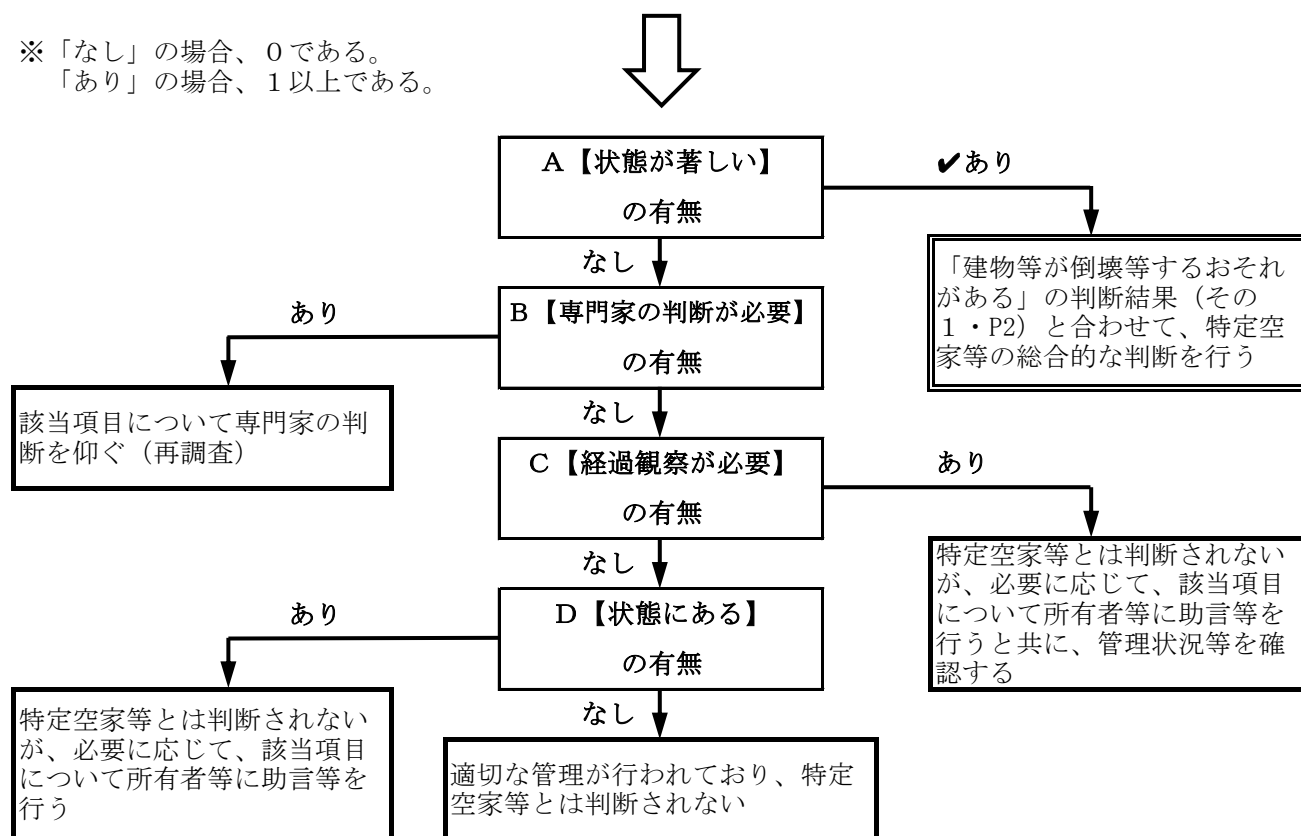 ※「なし」の場合、０である。
「あり」の場合、１以上である。
Ａ【状態が著しい】
の有無
✔あり
「建物等が倒壊等するおそれ
がある」の判断結果（その
１・P2）と合わせて、特定空
家等の総合的な判断を行う
なし
Ｂ【専門家の判断が必要】
の有無
あり
該当項目について専門家の判
断を仰ぐ（再調査）
なし
Ｃ【経過観察が必要】
の有無
あり
特定空家等とは判断されない
が、必要に応じて、該当項目
について所有者等に助言等を
行うと共に、管理状況等を確
認する
なし
Ｄ【状態にある】
の有無
あり
特定空家等とは判断されない
が、必要に応じて、該当項目
について所有者等に助言等を
行う
なし
適切な管理が行われており、特定
空家等とは判断されない